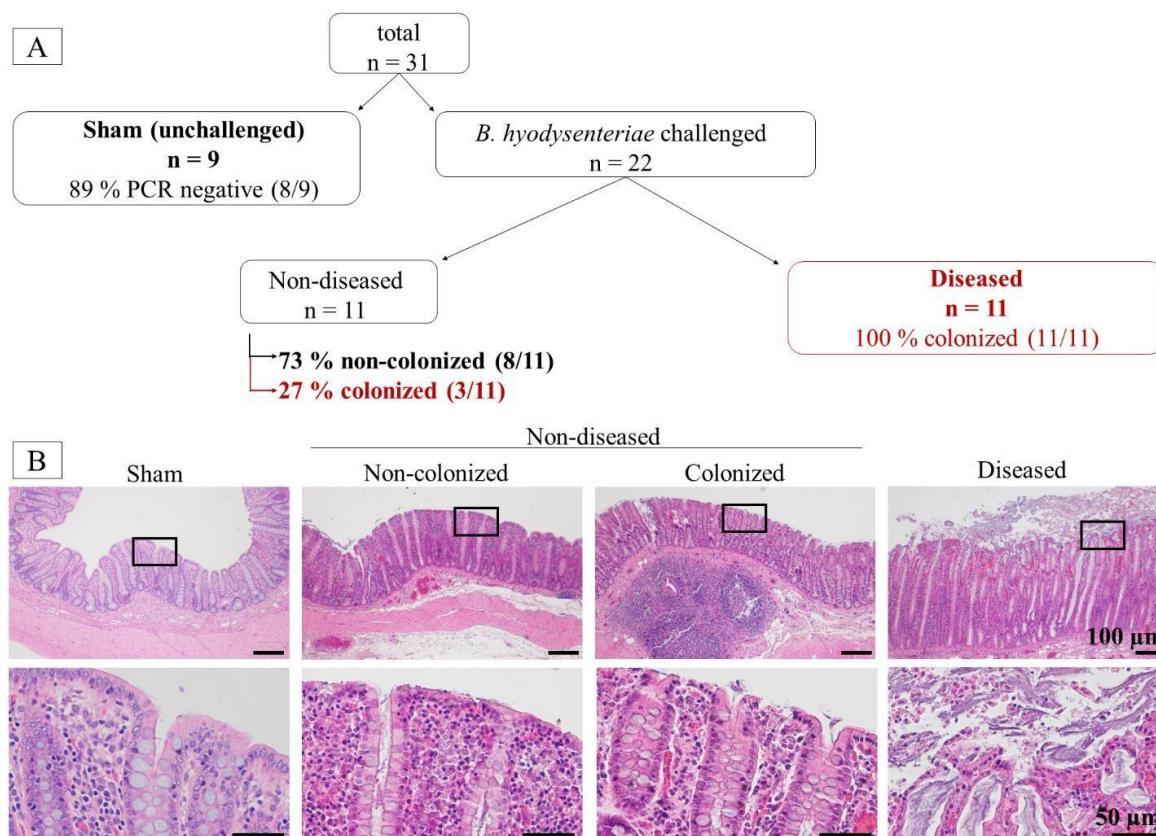 A
total
n = 31
Sham (unchallenged)
n = 9
89 % PCR negative (8/9)
B. hyodysenteriae challenged
n = 22
Non-diseased
n = 11
Diseased
n = 11
100 % colonized (11/11)
73 % non-colonized (8/11)
27 % colonized (3/11)
B
Non-diseased
Sham
Non-colonized
Colonized
Diseased
100 µm
50 µm